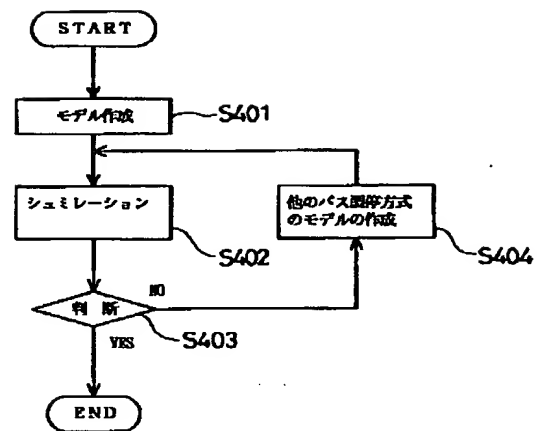 START
モデル作成
S401
シュミレーション
S402
他のバス調停方式
のモデルの作成
S404
判断
NO
S403
YES
END